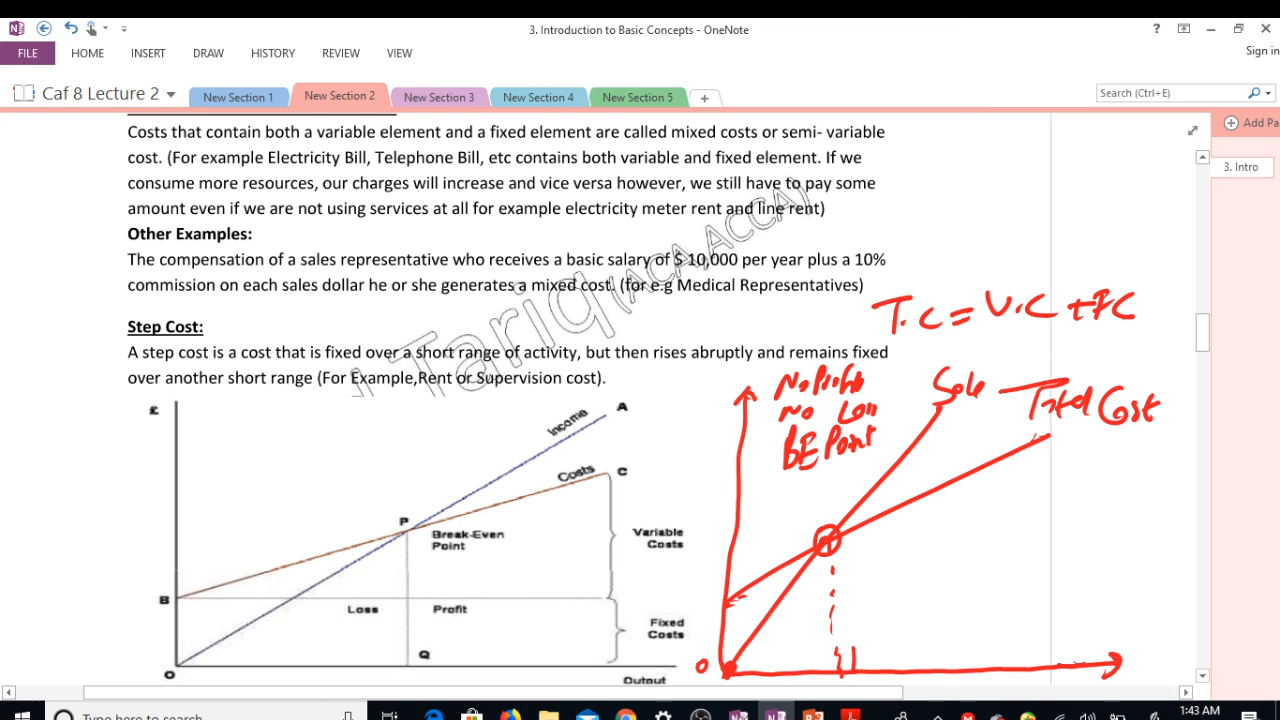 3. Introduction to Basic Concepts - OneNote
Sign in
FILE HOME INSERT DRAW HISTORY REVIEW VIEW
Caf 8 Lecture 2 New Section 1 New Section 2 New Section 3 New Section 4 New Section 5 Search (Ctrl+E)
Add Pa
3. Intro
Costs that contain both a variable element and a fixed element are called mixed costs or semi- variable
cost. (For example Electricity Bill, Telephone Bill, etc contains both variable and fixed element. If we
consume more resources, our charges will increase and vice versa however, we still have to pay some
amount even if we are not using services at all for example electricity meter rent and line rent)
Other Examples:
The compensation of a sales representative who receives a basic salary of $ 10,000 per year plus a 10%
commission on each sales dollar he or she generates a mixed cost. (for e.g Medical Representatives)
Step Cost:
A step cost is a cost that is fixed over a short range of activity, but then rises abruptly and remains fixed
over another short range (For Example,Rent or Supervision cost).
Tariq (ACA,ACCA)
£
Income A
Costs C
P
Break-Even
Point
Variable
Costs
B
Loss Profit
Fixed
Costs
Q
O
Output
T.C = V.C + FC
No Profit
No Loss
BE Point
Sale Total Cost
0
Type here to search
1:43 AM